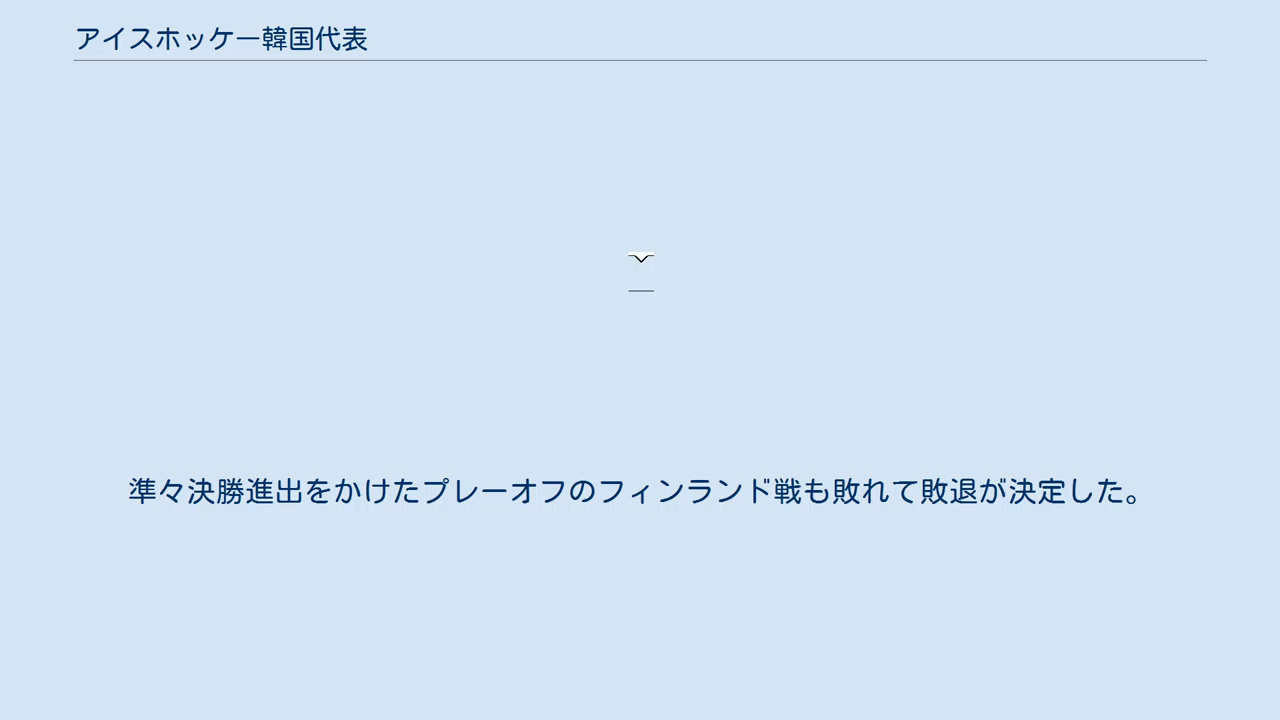 アイスホッケー韓国代表
準々決勝進出をかけたプレーオフのフィンランド戦も敗れて敗退が決定した。